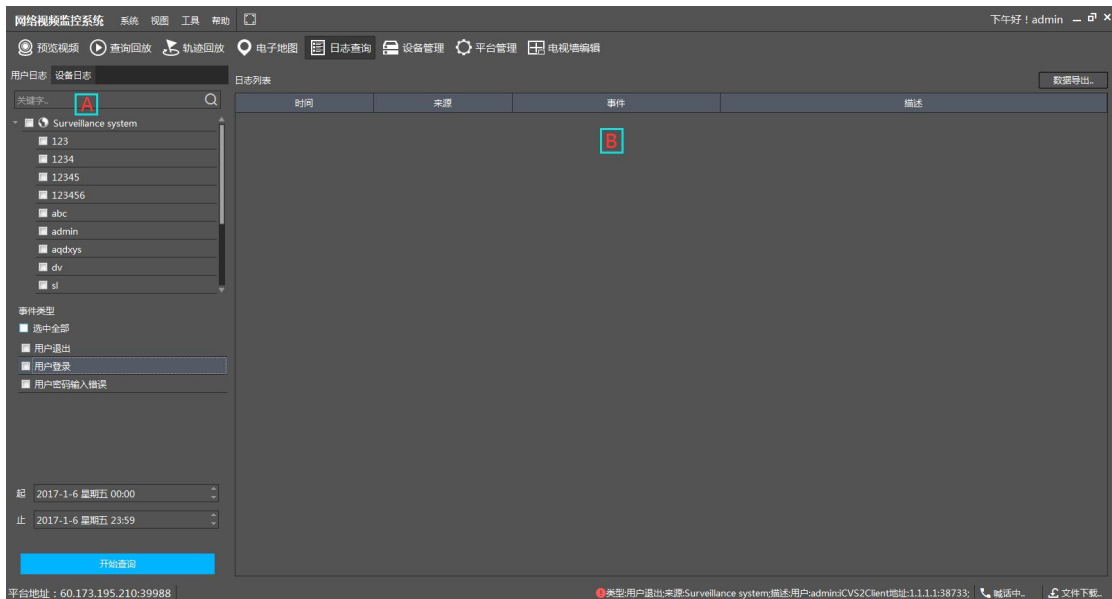 网络视频监控系统 系统 视图 工具 帮助 下午好！admin
预览视频 查询回放 轨迹回放 电子地图 日志查询 设备管理 平台管理 电视墙编辑
用户日志 设备日志
日志列表 数据导出..
关键字.. A
时间 来源 事件 描述
B
Surveillance system
123
1234
12345
123456
abc
admin
aqdxys
dv
sl
事件类型
选中全部
用户退出
用户登录
用户密码输入错误
起 2017-1-6 星期五 00:00
止 2017-1-6 星期五 23:59
开始查询
平台地址：60.173.195.210:39988 类型:用户退出;来源:Surveillance system;描述:用户:admin:iCVS2Client地址:1.1.1.1:38733; 喊话中.. 文件下载..